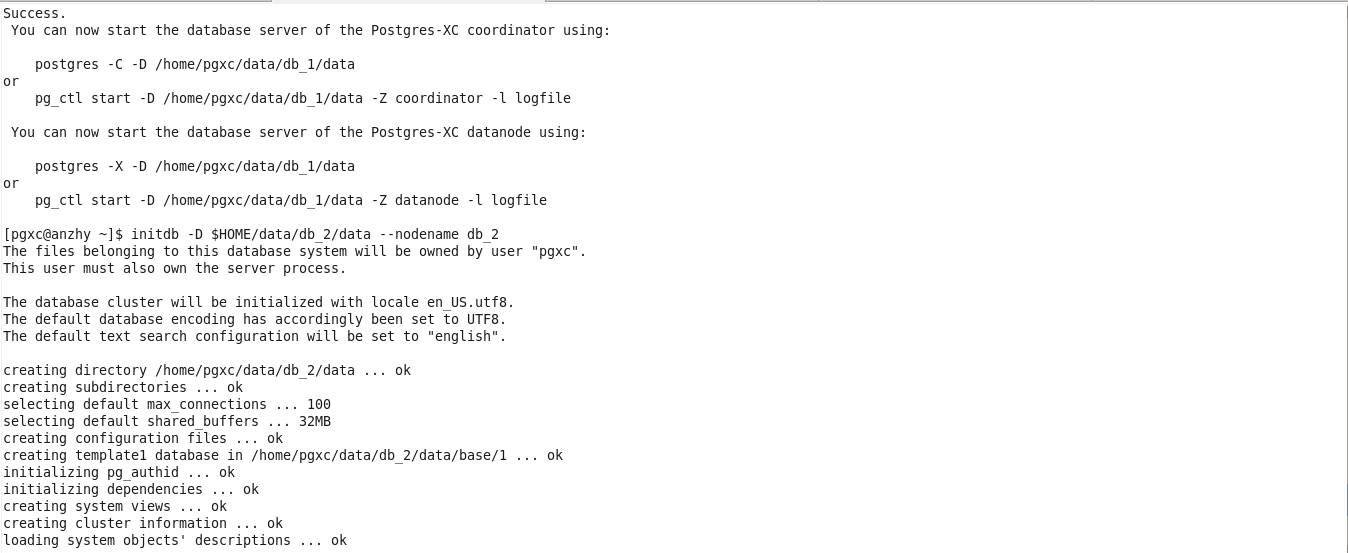 Success.
 You can now start the database server of the Postgres-XC coordinator using:

    postgres -C -D /home/pgxc/data/db_1/data
or
    pg_ctl start -D /home/pgxc/data/db_1/data -Z coordinator -l logfile

 You can now start the database server of the Postgres-XC datanode using:

    postgres -X -D /home/pgxc/data/db_1/data
or
    pg_ctl start -D /home/pgxc/data/db_1/data -Z datanode -l logfile

[pgxc@anzhy ~]$ initdb -D $HOME/data/db_2/data --nodename db_2
The files belonging to this database system will be owned by user "pgxc".
This user must also own the server process.

The database cluster will be initialized with locale en_US.utf8.
The default database encoding has accordingly been set to UTF8.
The default text search configuration will be set to "english".

creating directory /home/pgxc/data/db_2/data ... ok
creating subdirectories ... ok
selecting default max_connections ... 100
selecting default shared_buffers ... 32MB
creating configuration files ... ok
creating template1 database in /home/pgxc/data/db_2/data/base/1 ... ok
initializing pg_authid ... ok
initializing dependencies ... ok
creating system views ... ok
creating cluster information ... ok
loading system objects' descriptions ... ok